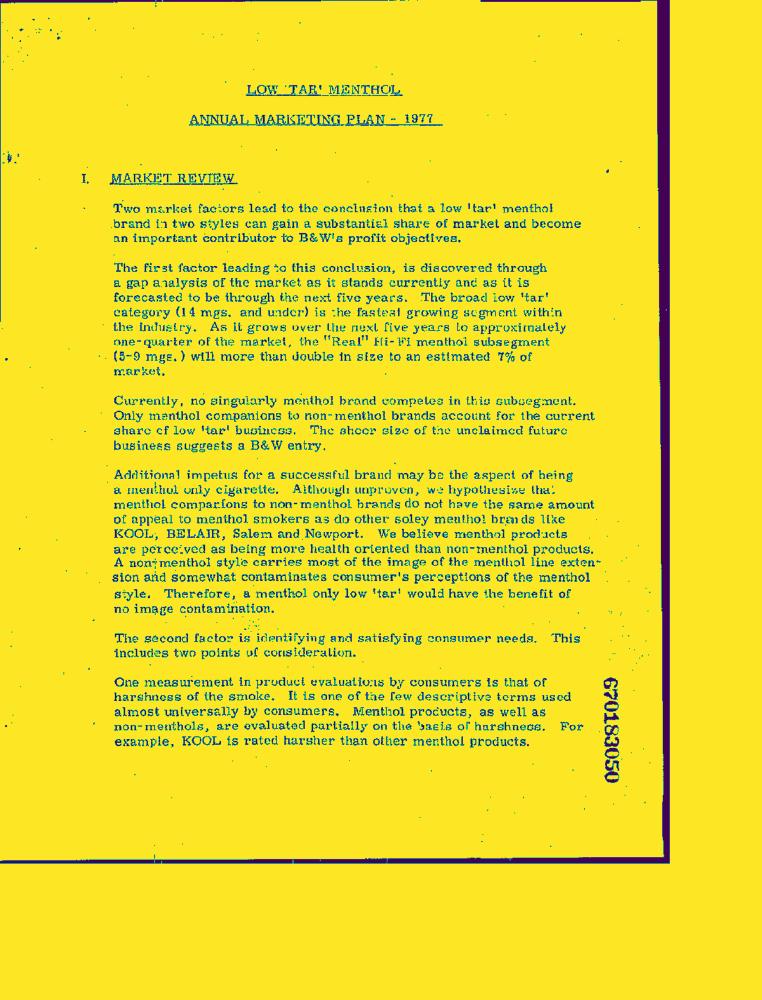 LOW 'TAR' MENTHOL
ANNUAL MARKETING PLAN - 1977
I. MARKET REVIEW
Two market factors lead to the conclusion that a low 'tar' menthol
brand in two styles can gain a substantial share of market and become
an important contributor to B&W's profit objectives.
The first factor leading to this conclusion, is discovered through
a gap analysis of the market as it stands currently and as it is
forecasted to be through the next five years. The broad low 'tar'
category (14 mgs. and under) is the fastest growing segment within
the industry. As it grows over the next five years to approximately
one-quarter of the market, the "Real" Hi-Fi menthol subsegment
(5-9 mgs.) will more than double in size to an estimated 7% of
market.
Currently, no singularly menthol brand competes in this subsegment.
Only menthol companions to non-menthol brands account for the current
share of low 'tar' business. The sheer size of the unclaimed future
business suggests a B&W entry.
Additional impetus for a successful brand may be the aspect of being
a menthol only cigarette. Although unproven, we hypothesize that
menthol companions to non-menthol brands do not have the same amount
of appeal to menthol smokers as do other soley menthol brands like
KOOL, BELAIR, Salem and Newport. We believe menthol products
are perceived as being more health oriented than non-menthol products.
A non-menthol style carries most of the image of the menthol line exten-
sion and somewhat contaminates consumer's perceptions of the menthol
style. Therefore, a menthol only low 'tar' would have the benefit of
no image contamination.
The second factor is identifying and satisfying consumer needs. This
includes two points of consideration.
One measurement in product evaluations by consumers is that of
harshness of the smoke. It is one of the few descriptive terms used
almost universally by consumers. Menthol products, as well as
non-menthols, are evaluated partially on the basis of harshness. For
example, KOOL is rated harsher than other menthol products.
670183050